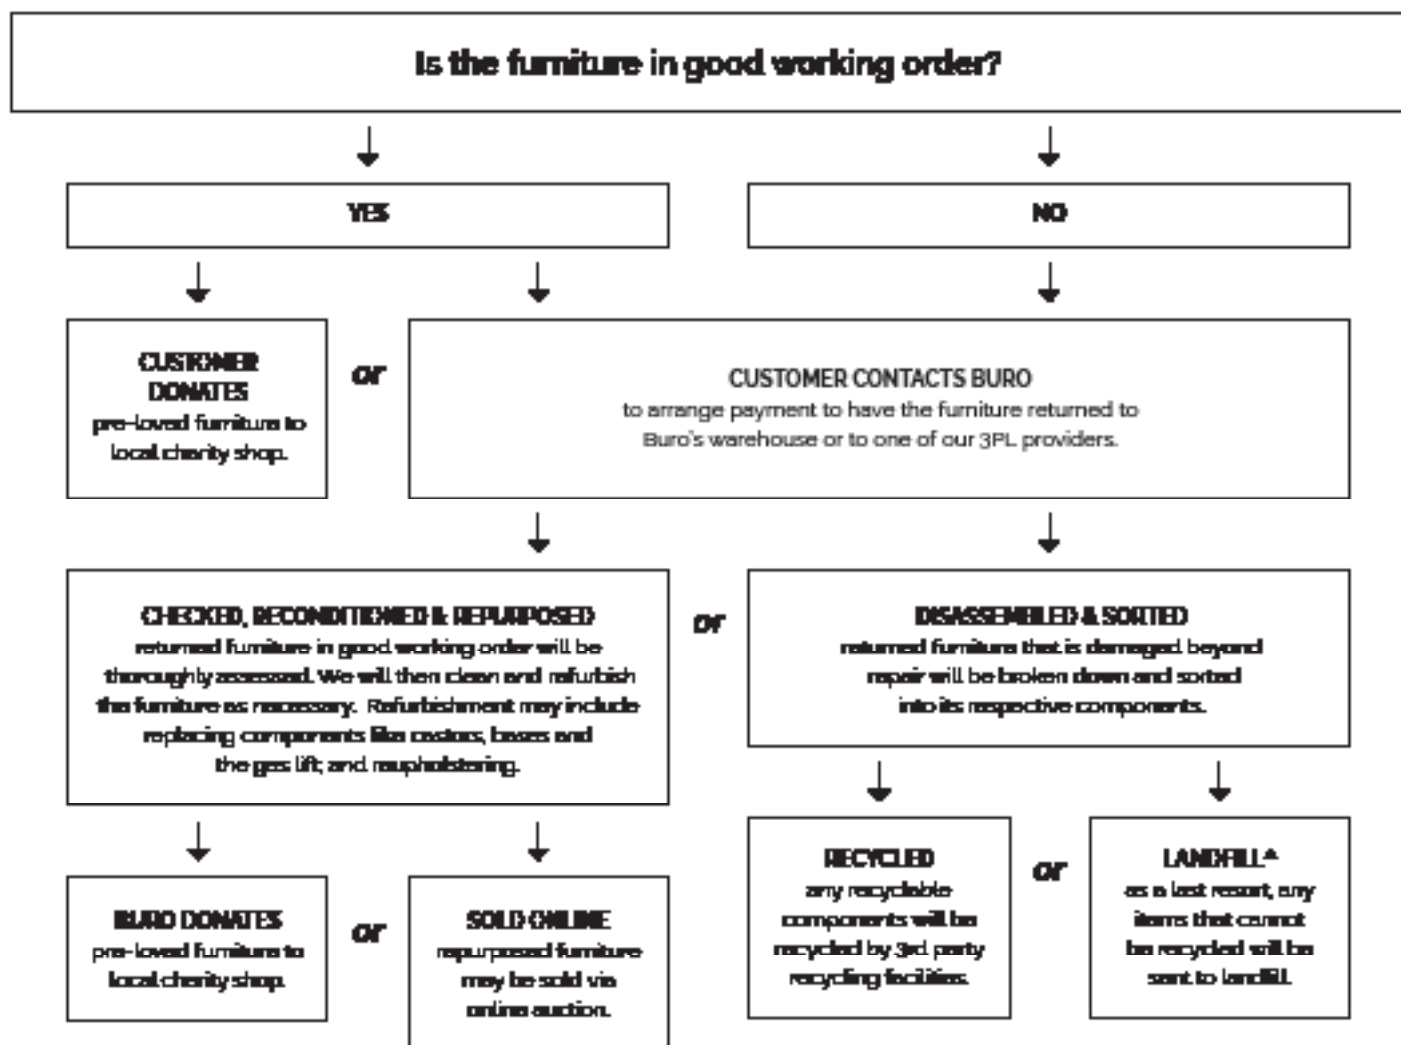 Is the furniture in good working order?
YES
NO
CUSTOMER
DONATES
pre-loved furniture to
local charity shop.
or
CUSTOMER CONTACTS BURO
to arrange payment to have the furniture returned to
Buro's warehouse or to one of our 3PL providers.
CHECKED, RECONDITIONED & REPURPOSED
returned furniture in good working order will be
thoroughly assessed. We will then clean and refurbish
the furniture as necessary. Refurbishment may include
replacing components like castors, bases and
the gas lift, and reupholstering.
or
DISASSEMBLED & SORTED
returned furniture that is damaged beyond
repair will be broken down and sorted
into its respective components.
BURO DONATES
pre-loved furniture to
local charity shop.
or
SOLD ONLINE
repurposed furniture
may be sold via
online auction.
RECYCLED
any recyclable
components will be
recycled by 3rd party
recycling facilities.
or
LANDFILL^
as a last resort, any
items that cannot
be recycled will be
sent to landfill.